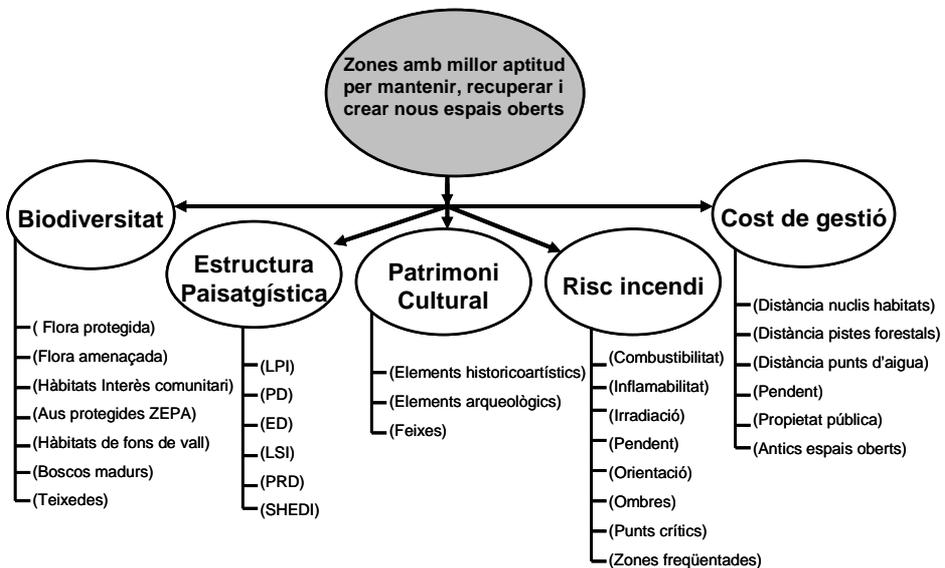 Zones amb millor aptitud
per mantenir, recuperar i
crear nous espais oberts
Biodiversitat
( Flora protegida)
(Flora amenaçada)
(Hàbitats Interès comunitari)
(Aus protegides ZEPA)
(Hàbitats de fons de vall)
(Boscos madurs)
(Teixedes)
Estructura
Paisatgística
(LPI)
(PD)
(ED)
(LSI)
(PRD)
(SHEDI)
Patrimoni
Cultural
(Elements historicoartístics)
(Elements arqueològics)
(Feixes)
Risc incendi
(Combustibilitat)
(Inflamabilitat)
(Irradiació)
(Pendent)
(Orientació)
(Ombres)
(Punts crítics)
(Zones freqüentades)
Cost de gestió
(Distància nuclis habitats)
(Distància pistes forestals)
(Distància punts d'aigua)
(Pendent)
(Propietat pública)
(Antics espais oberts)